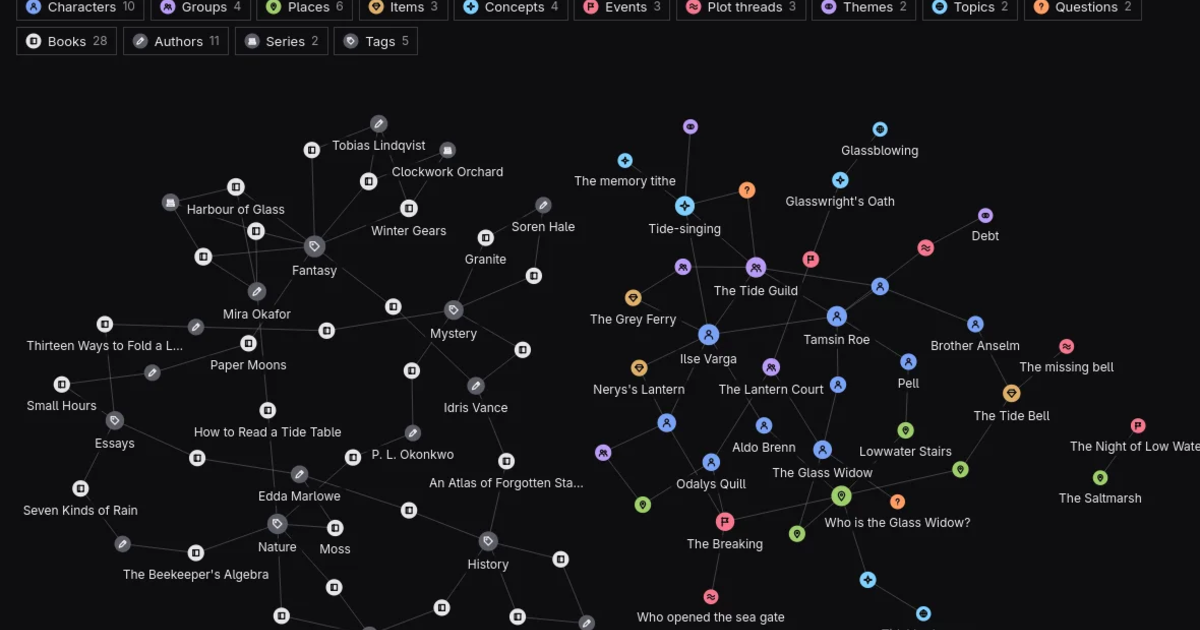 Characters 10 Groups 4 Places 6 Items 3 Concepts 4 Events 3 Plot threads 3 Themes 2 Topics 2 Questions 2
Books 28 Authors 11 Series 2 Tags 5
Tobias Lindqvist
Glassblowing
Clockwork Orchard
The memory tithe
Glasswright's Oath
Harbour of Glass
Winter Gears
Soren Hale
Tide-singing
Debt
Granite
Fantasy
The Tide Guild
Mira Okafor
The Grey Ferry
Mystery
Tamsin Roe
Thirteen Ways to Fold a L...
Brother Anselm
Paper Moons
Ilse Varga
The missing bell
Small Hours
Nerys's Lantern
The Lantern Court
Pell
Idris Vance
The Tide Bell
How to Read a Tide Table
Essays
Aldo Brenn
Lowwater Stairs
The Night of Low Wate
P. L. Okonkwo
The Glass Widow
An Atlas of Forgotten Sta...
Odalys Quill
Edda Marlowe
The Saltmarsh
Seven Kinds of Rain
Who is the Glass Widow?
Nature
Moss
The Breaking
History
The Beekeeper's Algebra
Who opened the sea gate